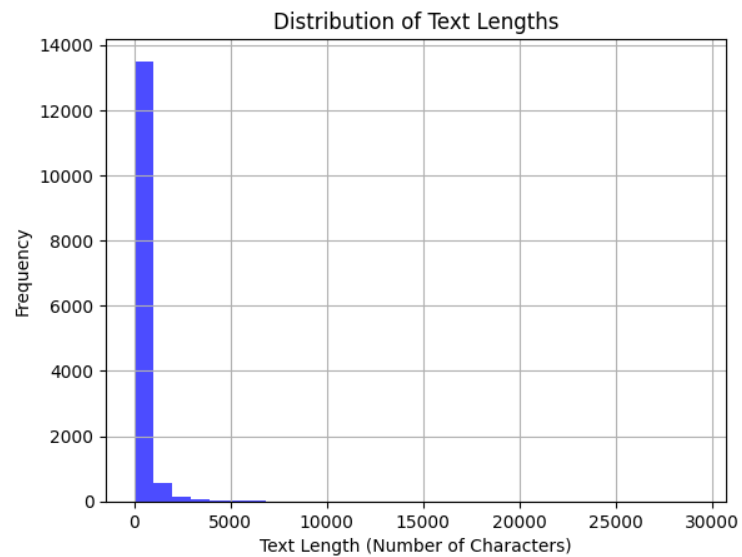 Distribution of Text Lengths
14000
12000
10000
8000
6000
4000
2000
0
Frequency
0 5000 10000 15000 20000 25000 30000
Text Length (Number of Characters)